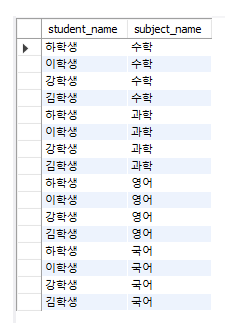 student_name subject_name
하학생 수학
이학생 수학
강학생 수학
김학생 수학
하학생 과학
이학생 과학
강학생 과학
김학생 과학
하학생 영어
이학생 영어
강학생 영어
김학생 영어
하학생 국어
이학생 국어
강학생 국어
김학생 국어